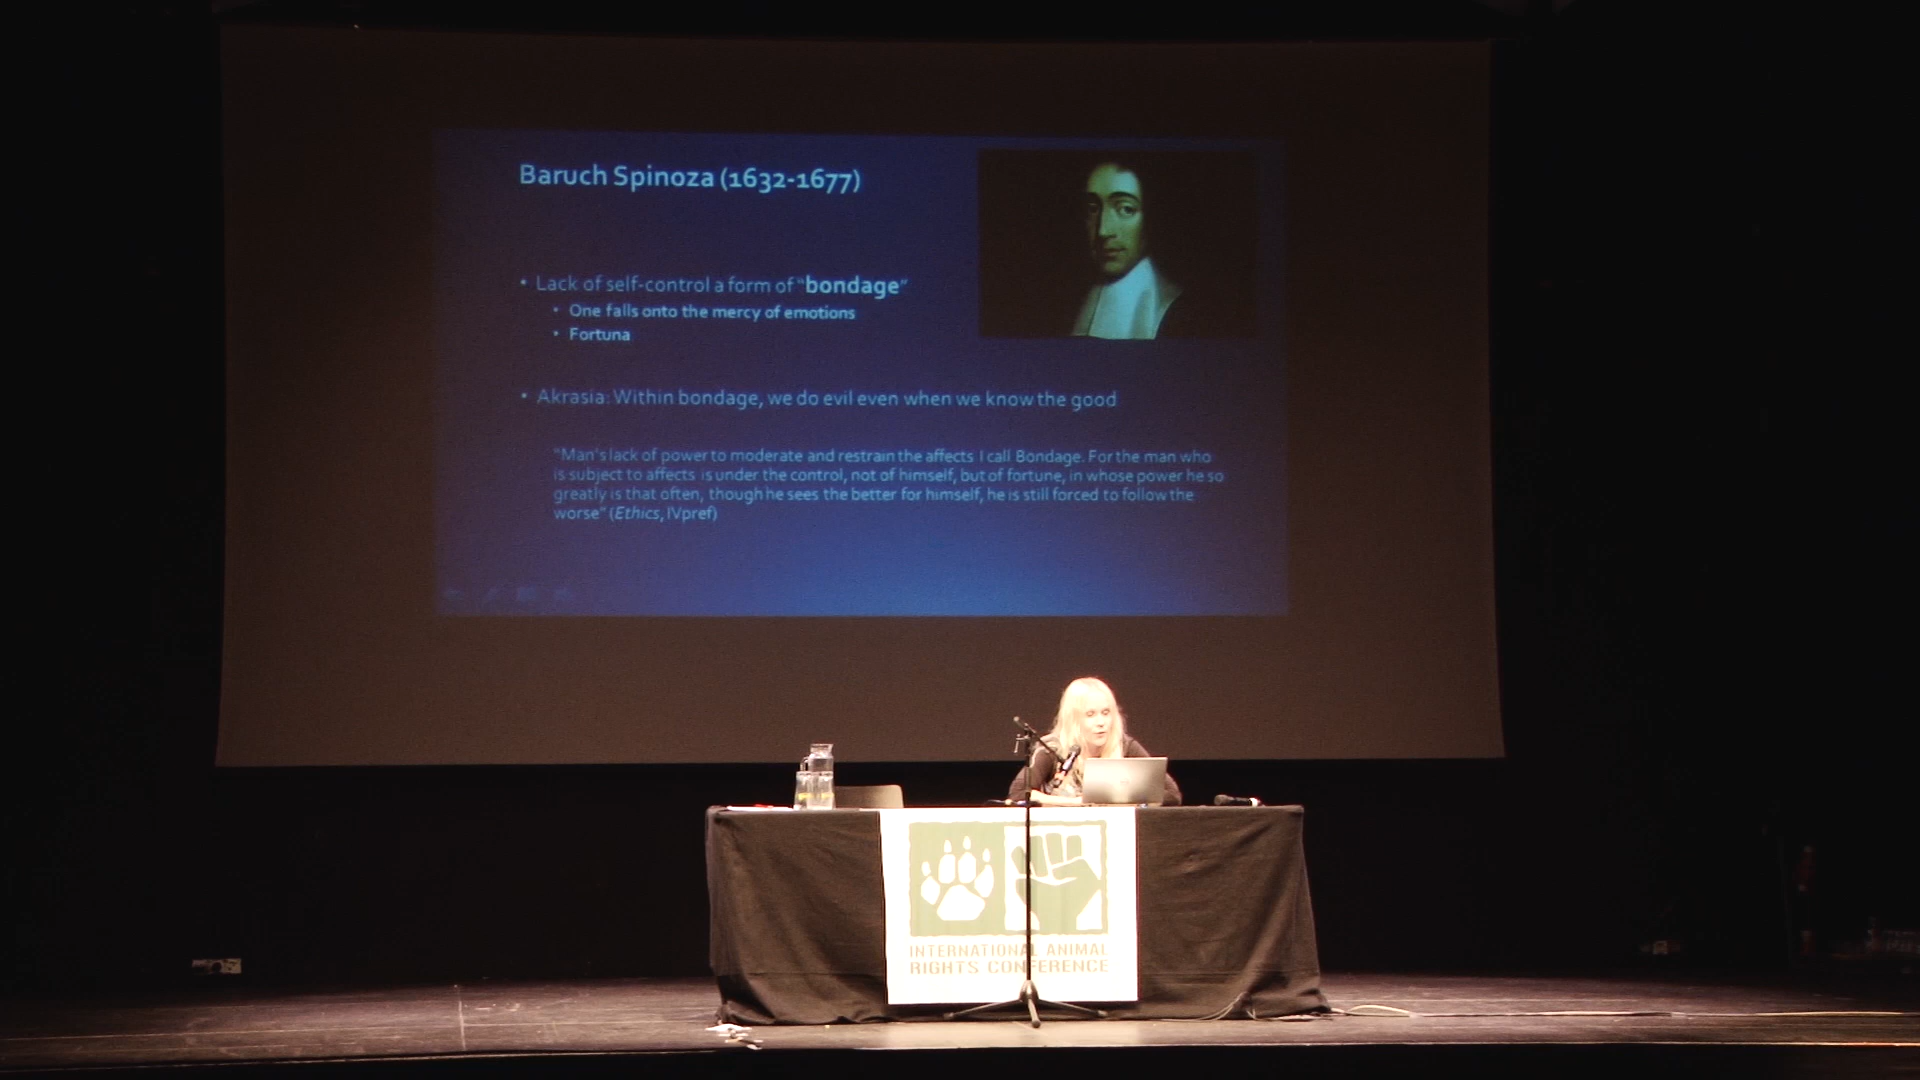 Baruch Spinoza (1632-1677)
• Lack of self-control a form of "bondage"
• One falls onto the mercy of emotions
• Fortuna
• Akrasia: Within bondage, we do evil even when we know the good
"Man's lack of power to moderate and restrain the affects I call Bondage. For the man who
is subject to affects is under the control, not of himself, but of fortune, in whose power he so
greatly is that often, though he sees the better for himself, he is still forced to follow the
worse" (Ethics, IVpref)
INTERNATIONAL ANIMAL
RIGHTS CONFERENCE